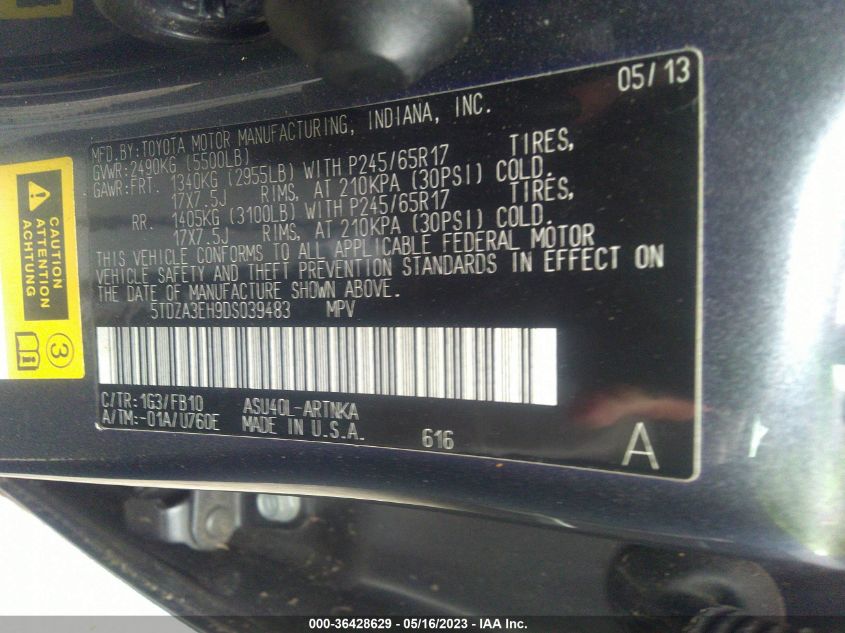 05/13
MFD.BY:TOYOTA MOTOR MANUFACTURING, INDIANA, INC.
GVWR:2490KG (5500LB)
GAWR:FRT. 1340KG (2955LB) WITH P245/65R17 TIRES,
17X7.5J RIMS, AT 210KPA (30PSI) COLD.
RR. 1405KG (3100LB) WITH P245/65R17 TIRES,
17X7.5J RIMS, AT 210KPA (30PSI) COLD.
THIS VEHICLE CONFORMS TO ALL APPLICABLE FEDERAL MOTOR
VEHICLE SAFETY AND THEFT PREVENTION STANDARDS IN EFFECT ON
THE DATE OF MANUFACTURE SHOWN ABOVE.
5TDZA3EH9DS039483 MPV
C/TR:1G3/FB10 ASU40L-ARTNKA
A/TM:-01A/U760E MADE IN U.S.A. 616
A
CAUTION
ATTENTION
ACHTUNG
3
000-36428629 - 05/16/2023 - IAA Inc.